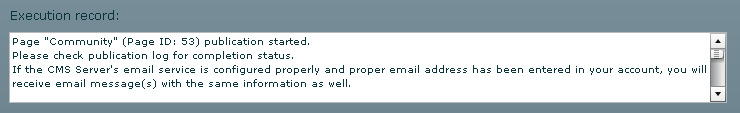 Execution record:
Page "Community" (Page ID: 53) publication started.
Please check publication log for completion status.
If the CMS Server's email service is configured properly and proper email address has been entered in your account, you will
receive email message(s) with the same information as well.